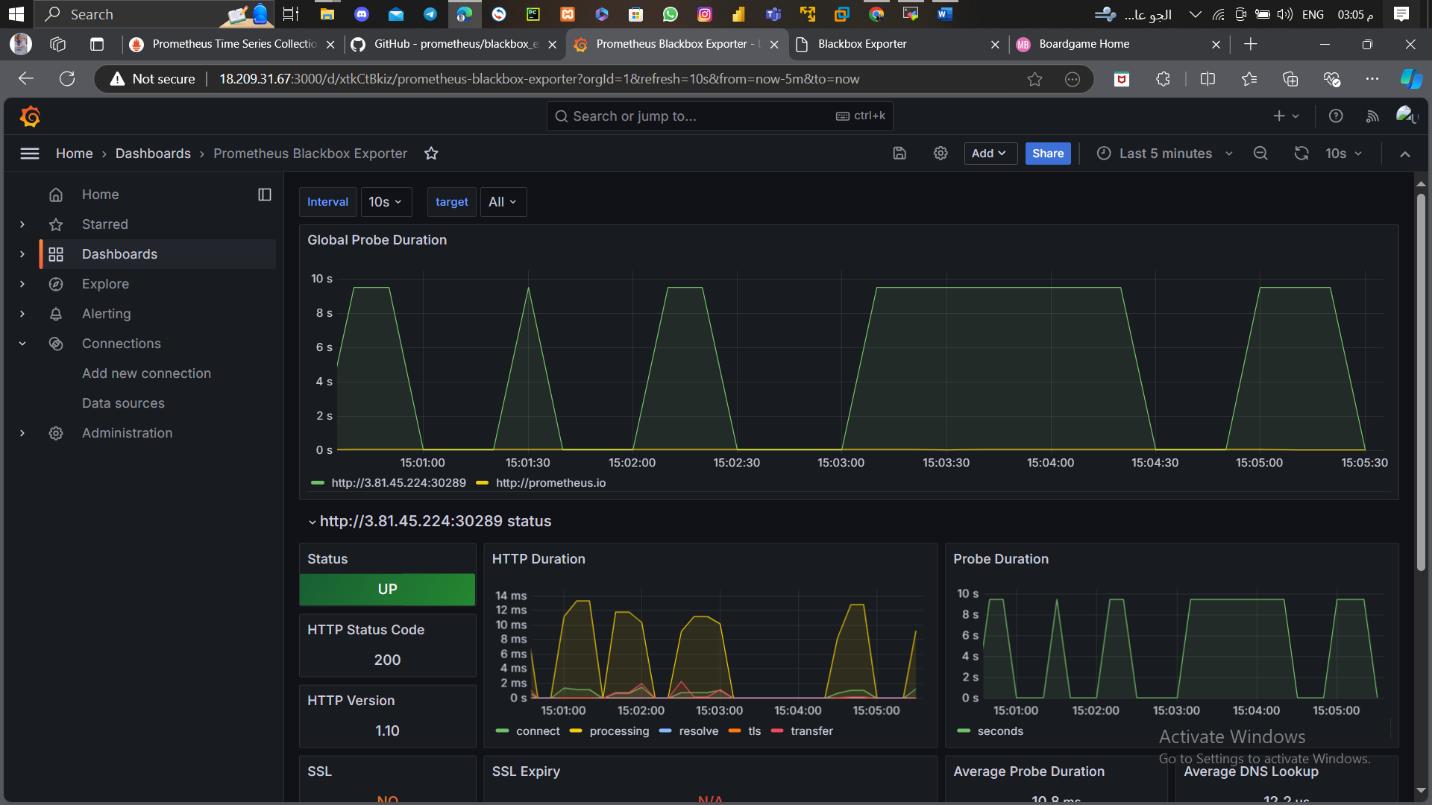 Search
الجو عا...
ENG
03:05 م
Prometheus Time Series Collectio
GitHub - prometheus/blackbox_e
Prometheus Blackbox Exporter -
Blackbox Exporter
MB
Boardgame Home
Not secure
18.209.31.67:3000/d/xtkCtBkiz/prometheus-blackbox-exporter?orgId=1&refresh=10s&from=now-5m&to=now
Search or jump to...
ctrl+k
Home › Dashboards › Prometheus Blackbox Exporter
Add
Share
Last 5 minutes
10s
Home
Starred
Dashboards
Explore
Alerting
Connections
Add new connection
Data sources
Administration
Interval
10s
target
All
Global Probe Duration
10 s
8 s
6 s
4 s
2 s
0 s
15:01:00 15:01:30 15:02:00 15:02:30 15:03:00 15:03:30 15:04:00 15:04:30 15:05:00 15:05:30
http://3.81.45.224:30289 http://prometheus.io
http://3.81.45.224:30289 status
Status
UP
HTTP Status Code
200
HTTP Version
1.10
SSL
NO
HTTP Duration
14 ms
12 ms
10 ms
8 ms
6 ms
4 ms
2 ms
0 s
15:01:00 15:02:00 15:03:00 15:04:00 15:05:00
connect processing resolve tls transfer
SSL Expiry
N/A
Probe Duration
10 s
8 s
6 s
4 s
2 s
0 s
15:01:00 15:02:00 15:03:00 15:04:00 15:05:00
seconds
Activate Windows
Go to Settings to activate Windows.
Average Probe Duration
10.8 ms
Average DNS Lookup
12.2 us